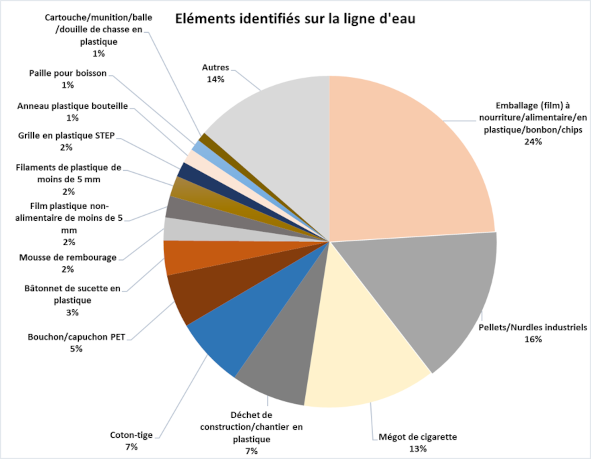 Eléments identifiés sur la ligne d'eau
Cartouche/munition/balle
/douille de chasse en
plastique
1%
Paille pour boisson
1%
Anneau plastique bouteille
1%
Grille en plastique STEP
2%
Filaments de plastique de
moins de 5 mm
2%
Film plastique non-
alimentaire de moins de 5
mm
2%
Mousse de rembourage
2%
Bâtonnet de sucette en
plastique
3%
Bouchon/capuchon PET
5%
Coton-tige
7%
Déchet de
construction/chantier en
plastique
7%
Mégot de cigarette
13%
Pellets/Nurdles industriels
16%
Emballage (film) à
nourriture/alimentaire/en
plastique/bonbon/chips
24%
Autres
14%